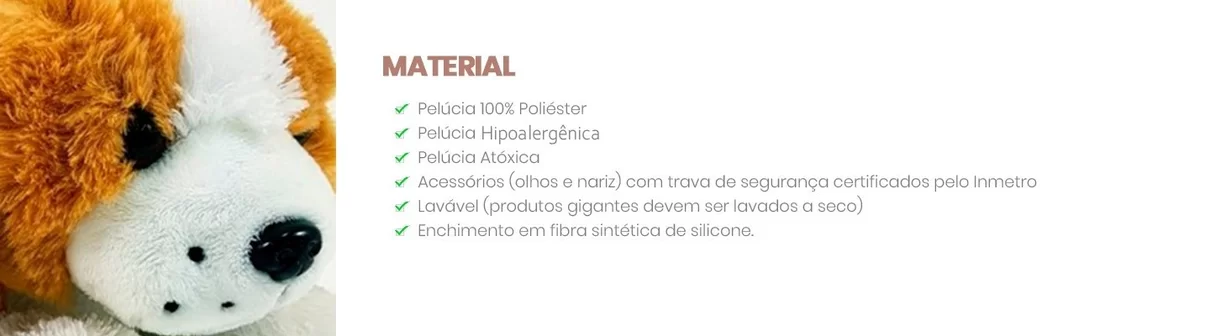 MATERIAL
Pelúcia 100% Poliéster
Pelúcia Hipoalergênica
Pelúcia Atóxica
Acessórios (olhos e nariz) com trava de segurança certificados pelo Inmetro
Lavável (produtos gigantes devem ser lavados a seco)
Enchimento em fibra sintética de silicone.